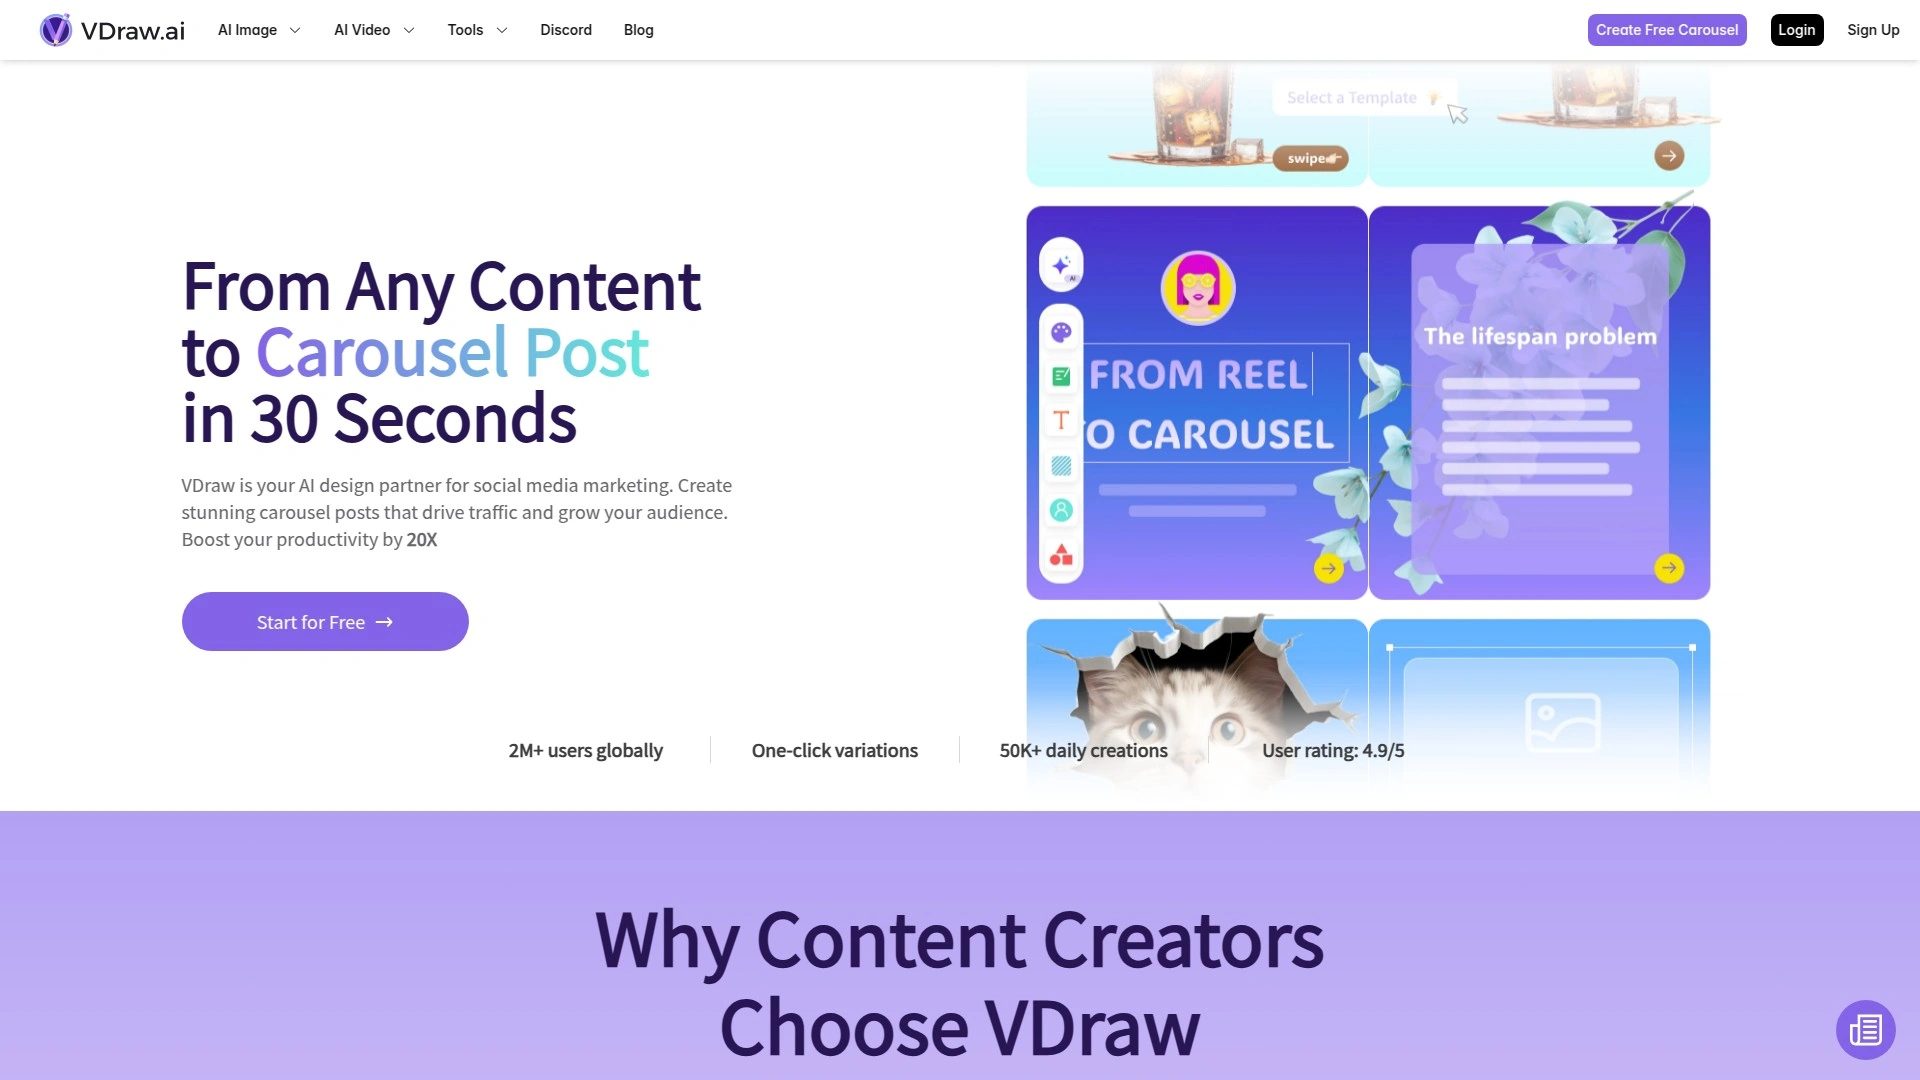 VDraw.ai
AI Image
AI Video
Tools
Discord
Blog
Create Free Carousel
Login
Sign Up
Select a Template
swipe
From Any Content
to Carousel Post
in 30 Seconds
VDraw is your AI design partner for social media marketing. Create
stunning carousel posts that drive traffic and grow your audience.
Boost your productivity by 20X
Start for Free →
AI
FROM REEL
TO CAROUSEL
The lifespan problem
2M+ users globally
One-click variations
50K+ daily creations
User rating: 4.9/5
Why Content Creators
Choose VDraw